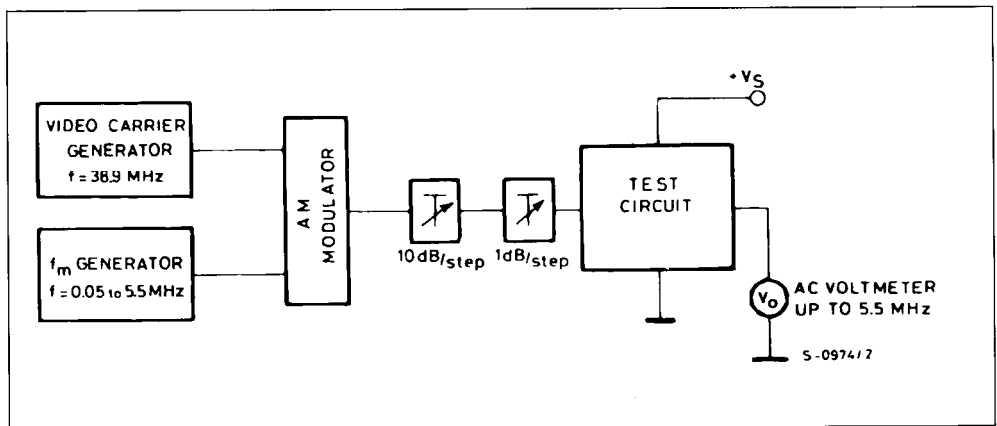 VIDEO CARRIER
GENERATOR
f = 38.9 MHz
fm GENERATOR
f = 0.05 to 5.5 MHz
AM
MODULATOR
10 dB/step
1 dB/step
TEST
CIRCUIT
+VS
Vo
AC VOLTMETER
UP TO 5.5 MHz
S-0974/2